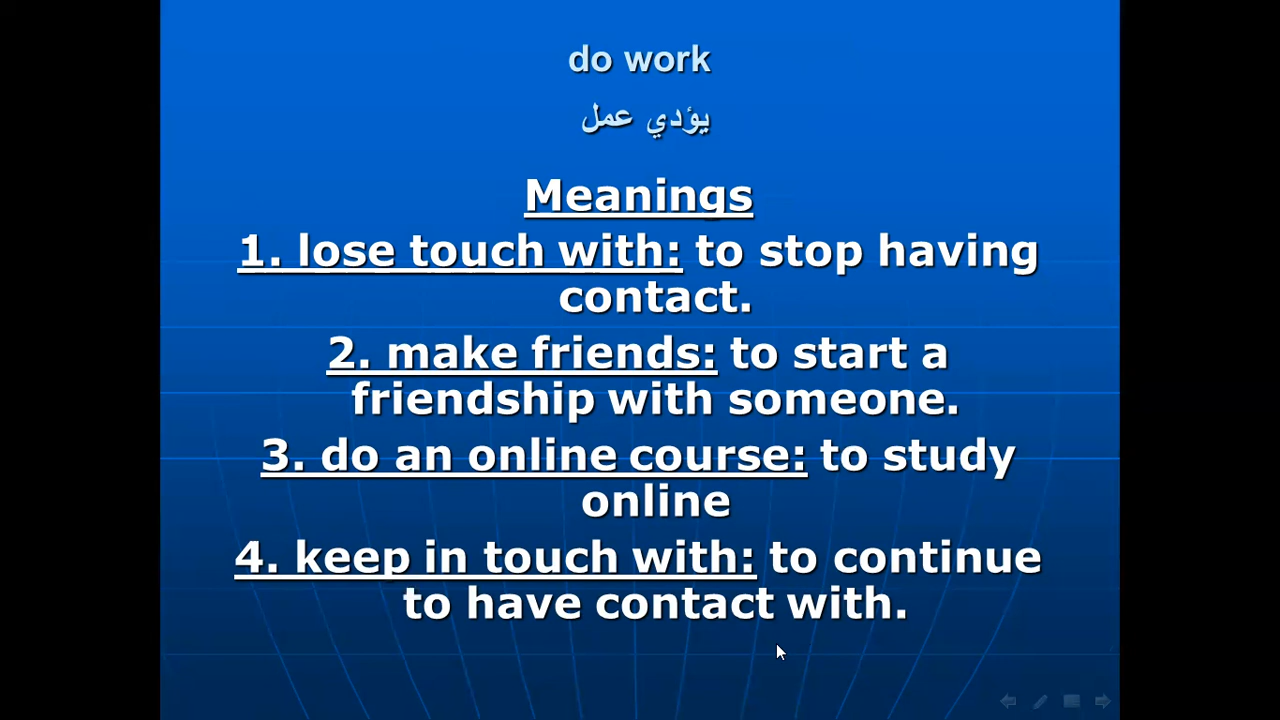 do work
يؤدي عمل
Meanings
1. lose touch with: to stop having
contact.
2. make friends: to start a
friendship with someone.
3. do an online course: to study
online
4. keep in touch with: to continue
to have contact with.